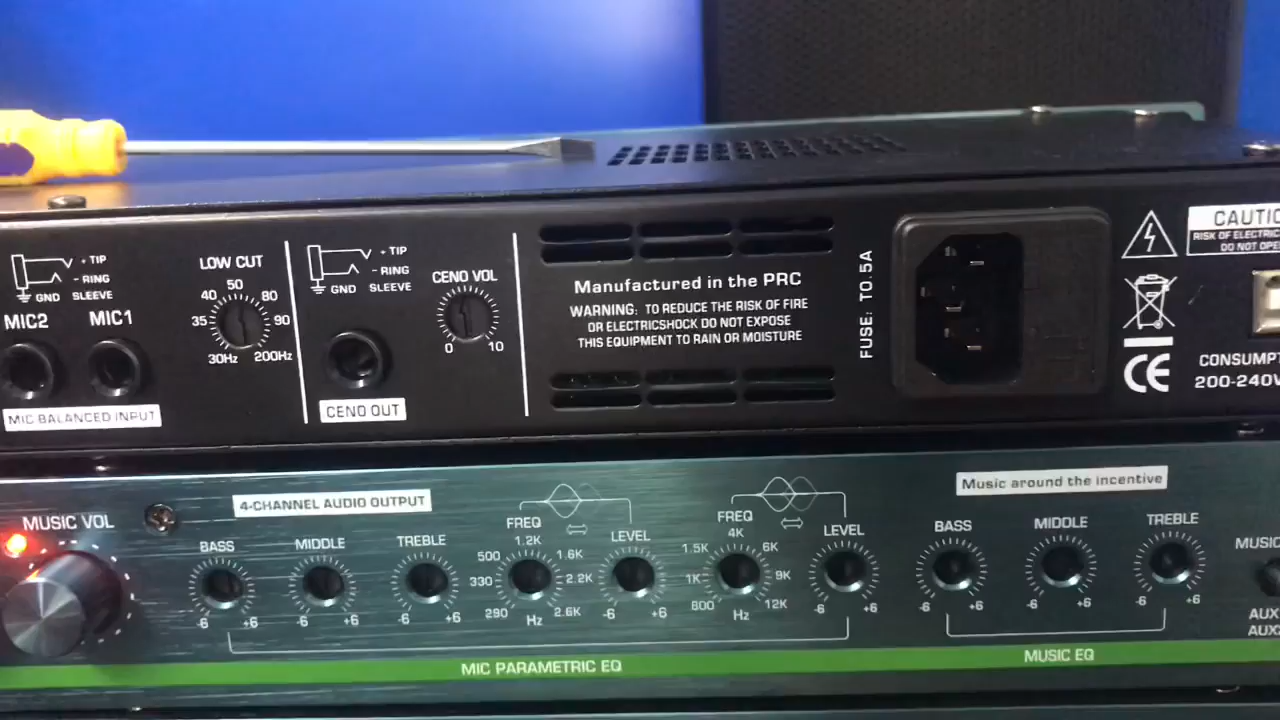 + TIP
- RING
GND SLEEVE
MIC2 MIC1
MIC BALANCED INPUT
LOW CUT
50
40 80
35 90
30Hz 200Hz
+ TIP
- RING
GND SLEEVE
CENO OUT
CENO VOL
0 10
Manufactured in the PRC
WARNING: TO REDUCE THE RISK OF FIRE
OR ELECTRICSHOCK DO NOT EXPOSE
THIS EQUIPMENT TO RAIN OR MOISTURE
FUSE: T0.5A
CE
RISK OF
DO NOT
200-240V
MUSIC VOL
4-CHANNEL AUDIO OUTPUT
BASS
-6 +6
MIDDLE
-6 +6
TREBLE
-6 +6
FREQ
1.2K
500 1.6K
330 2.2K
290 2.6K
Hz
LEVEL
-6 +6
FREQ
4K
1.5K 6K
1K 9K
800 12K
Hz
LEVEL
-6 +6
MIC PARAMETRIC EQ
Music around the incentive
BASS
-6 +6
MIDDLE
-6 +6
TREBLE
-6 +6
MUSIC EQ
MUSIC
AUX
AUX